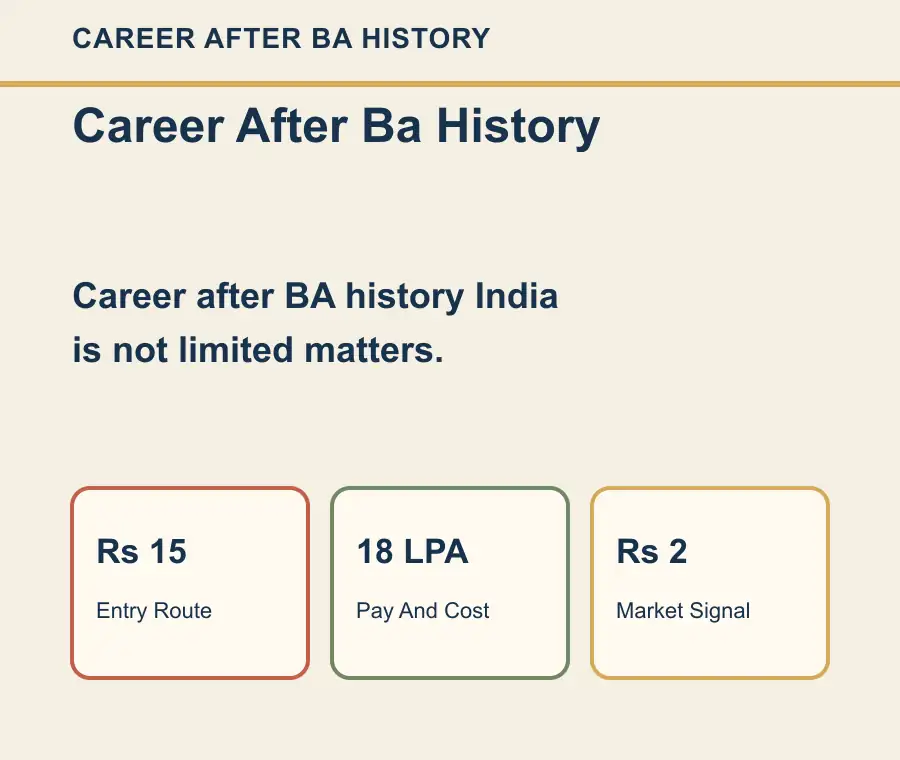 CAREER AFTER BA HISTORY
Career After Ba History
Career after BA history India
is not limited matters.
Rs 15
Entry Route
18 LPA
Pay And Cost
Rs 2
Market Signal